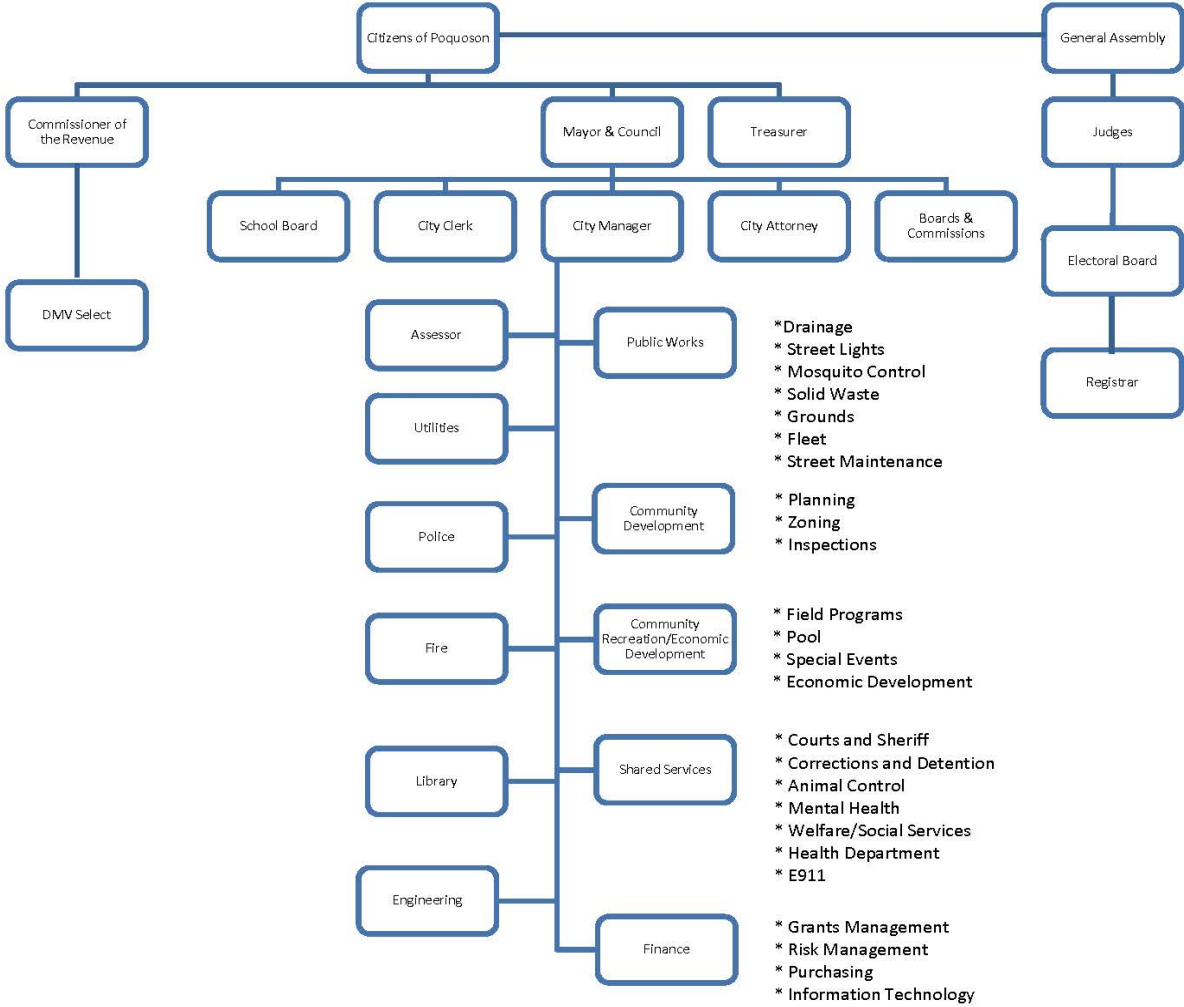 Citizens of Poquoson
General Assembly
Commissioner of
the Revenue
Mayor & Council
Treasurer
Judges
School Board
City Clerk
City Manager
City Attorney
Boards &
Commissions
Electoral Board
DMV Select
Registrar
Assessor
Public Works
*Drainage
* Street Lights
* Mosquito Control
* Solid Waste
* Grounds
* Fleet
* Street Maintenance
Utilities
Community
Development
* Planning
* Zoning
* Inspections
Police
Fire
Community
Recreation/Economic
Development
* Field Programs
* Pool
* Special Events
* Economic Development
Library
Shared Services
* Courts and Sheriff
* Corrections and Detention
* Animal Control
* Mental Health
* Welfare/Social Services
* Health Department
* E911
Engineering
Finance
* Grants Management
* Risk Management
* Purchasing
* Information Technology